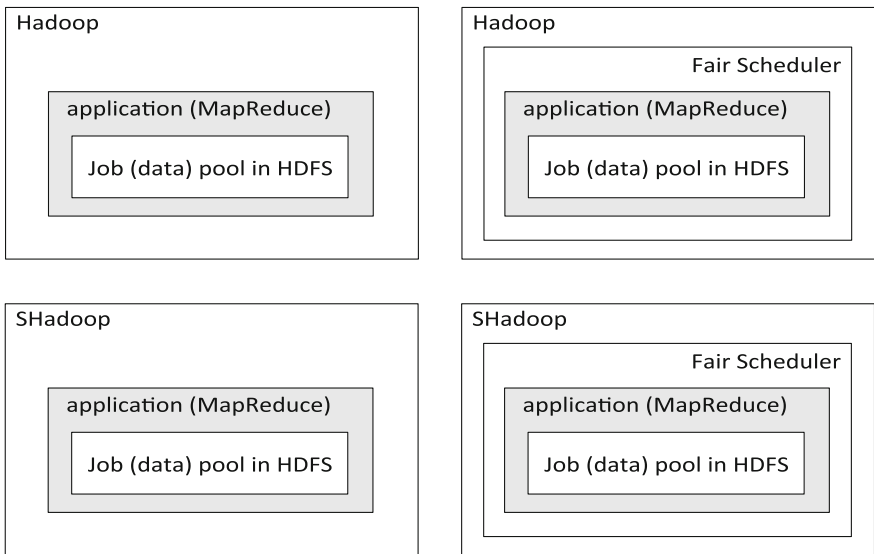 Hadoop
application (MapReduce)
Job (data) pool in HDFS
Hadoop
Fair Scheduler
application (MapReduce)
Job (data) pool in HDFS
SHadoop
application (MapReduce)
Job (data) pool in HDFS
SHadoop
Fair Scheduler
application (MapReduce)
Job (data) pool in HDFS